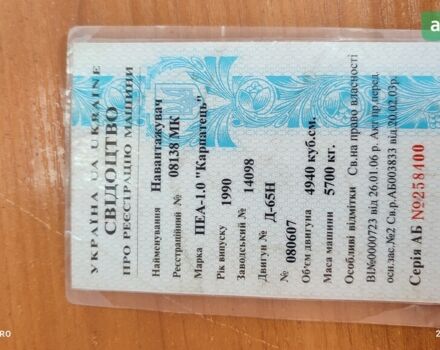 УКРАЇНА UA UKRAINE
СВІДОЦТВО
ПРО РЕЄСТРАЦІЮ МАШИНИ
Найменування Навантажувач
Реєстраційний № 08138 МК
Марка ПЕА-1.0 "Карпатець"
Рік випуску 1990
Заводський № 14098
Двигун № Д-65Н
№ 080607
Об'єм двигуна 4940 куб.см.
Маса машини 5700 кг.
Особливі відмітки Св.на право власності
ВІ№0000723 від 26.01.06 р. Акт пр.перед.
осн.зас.№2 Св.р.АБ003833 від 20.02.03р.
Серія АБ №258400